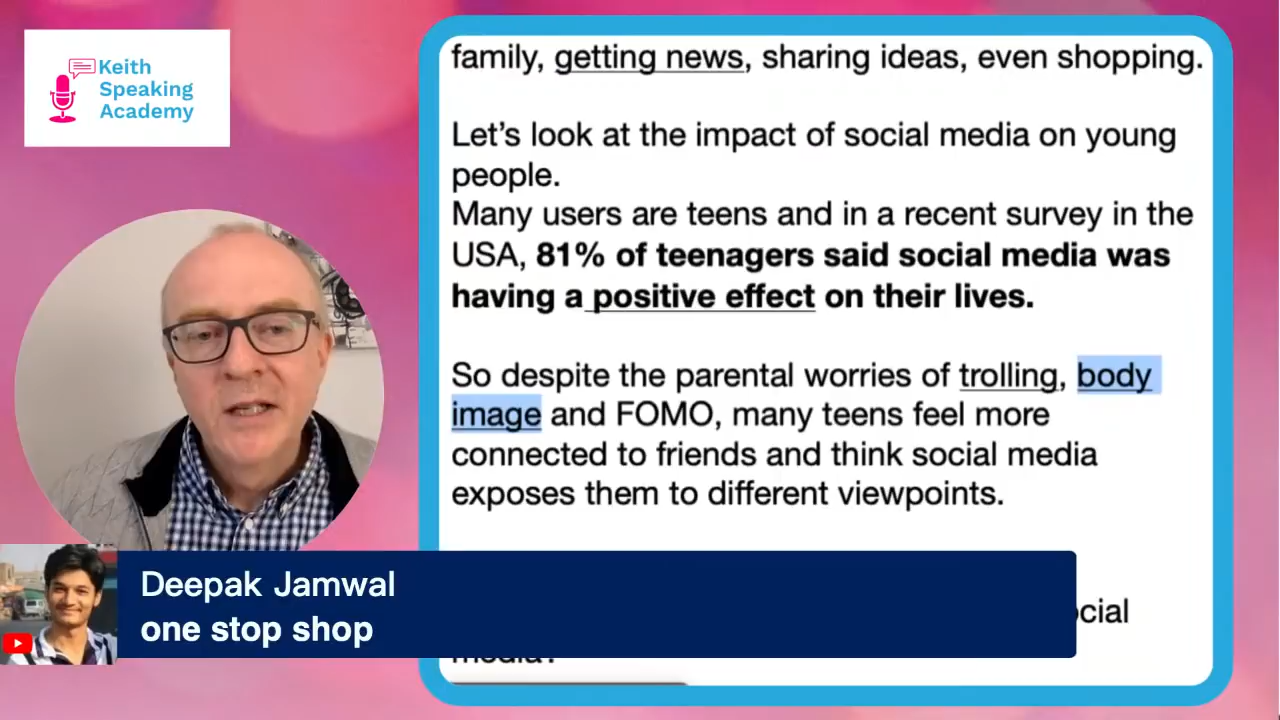 Keith
Speaking
Academy
family, getting news, sharing ideas, even shopping.
Let's look at the impact of social media on young
people.
Many users are teens and in a recent survey in the
USA, 81% of teenagers said social media was
having a positive effect on their lives.
So despite the parental worries of trolling, body
image and FOMO, many teens feel more
connected to friends and think social media
exposes them to different viewpoints.
Deepak Jamwal
one stop shop